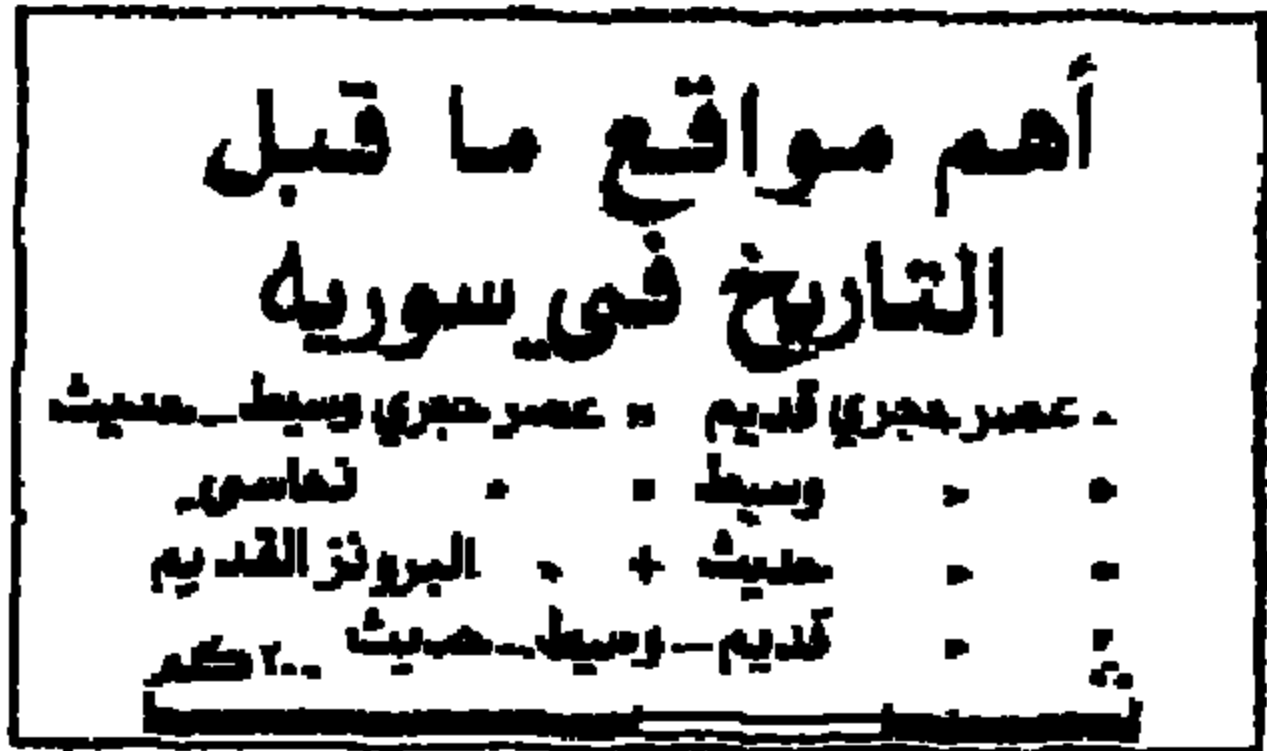 أهم مواقع ما قبل
التاريخ في سوريه
عصر حجري قديم عصر حجري وسيط - حديث
وسيط نحاسي
حديث + البرونز القديم
قديم - وسيط - حديث ٢٠٠ كم